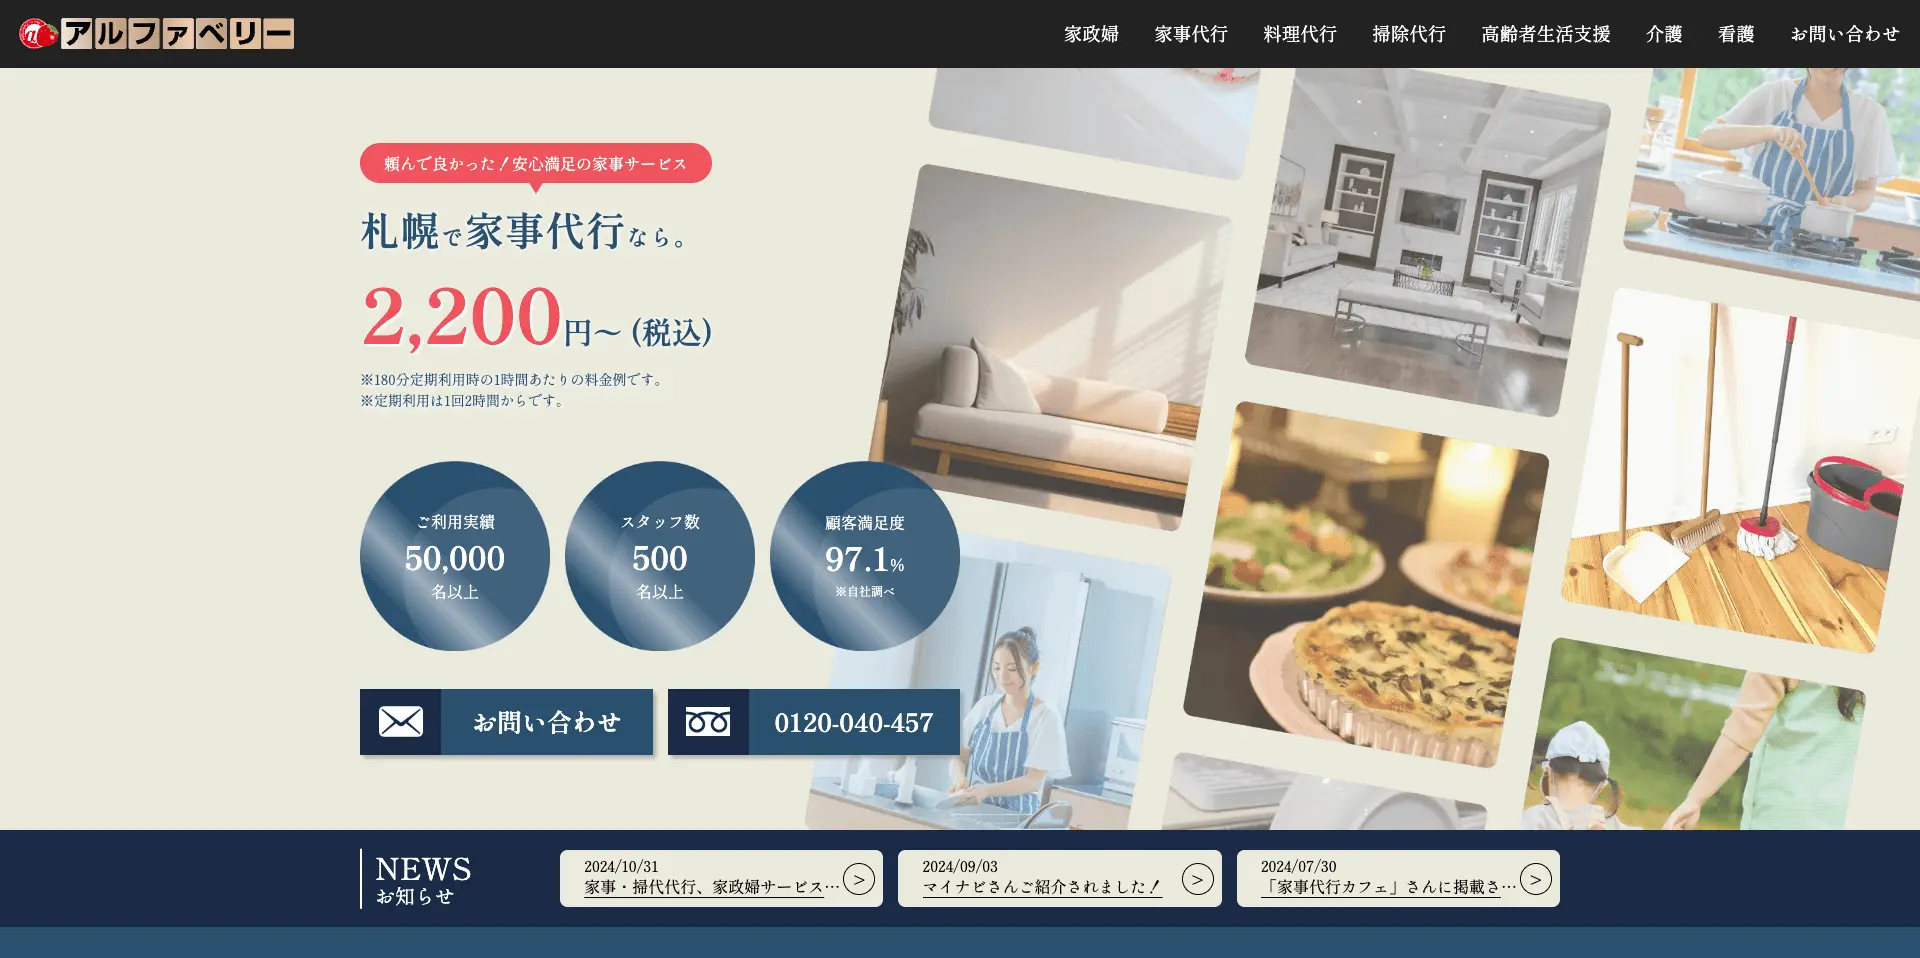 アルファベリー
家政婦 家事代行 料理代行 掃除代行 高齢者生活支援 介護 看護 お問い合わせ
頼んで良かった！安心満足の家事サービス
札幌で家事代行なら。
2,200円～ (税込)
※180分定期利用時の1時間あたりの料金例です。
※定期利用は1回2時間からです。
ご利用実績
50,000
名以上
スタッフ数
500
名以上
顧客満足度
97.1%
※自社調べ
お問い合わせ
0120-040-457
NEWS
お知らせ
2024/10/31
家事・掃代代行、家政婦サービス…
>
2024/09/03
マイナビさんご紹介されました！
>
2024/07/30
「家事代行カフェ」さんに掲載さ…
>